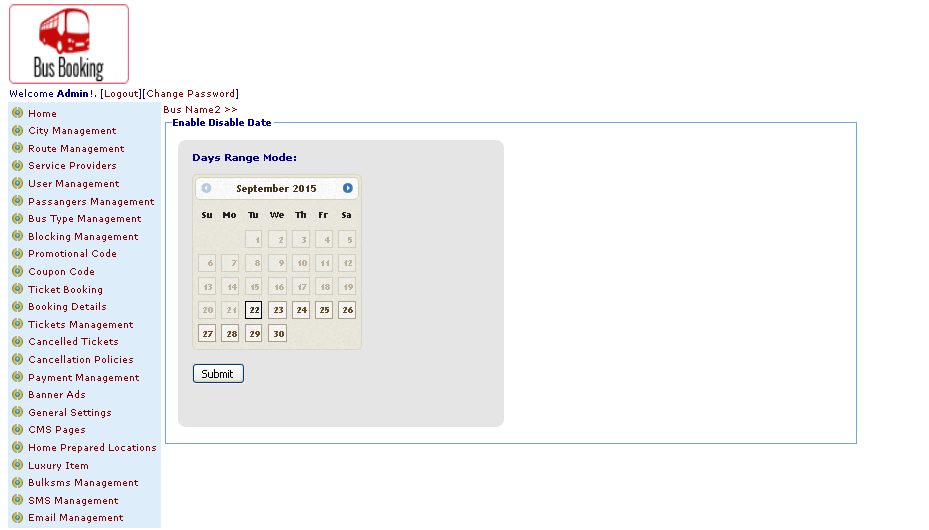 Bus Booking
Welcome Admin!. [Logout][Change Password]
Home
City Management
Route Management
Service Providers
User Management
Passangers Management
Bus Type Management
Blocking Management
Promotional Code
Coupon Code
Ticket Booking
Booking Details
Tickets Management
Cancelled Tickets
Cancellation Policies
Payment Management
Banner Ads
General Settings
CMS Pages
Home Prepared Locations
Luxury Item
Bulksms Management
SMS Management
Email Management
Bus Name2 >>
Enable Disable Date
Days Range Mode:
September 2015
Su Mo Tu We Th Fr Sa
1 2 3 4 5
6 7 8 9 10 11 12
13 14 15 16 17 18 19
20 21 22 23 24 25 26
27 28 29 30
Submit